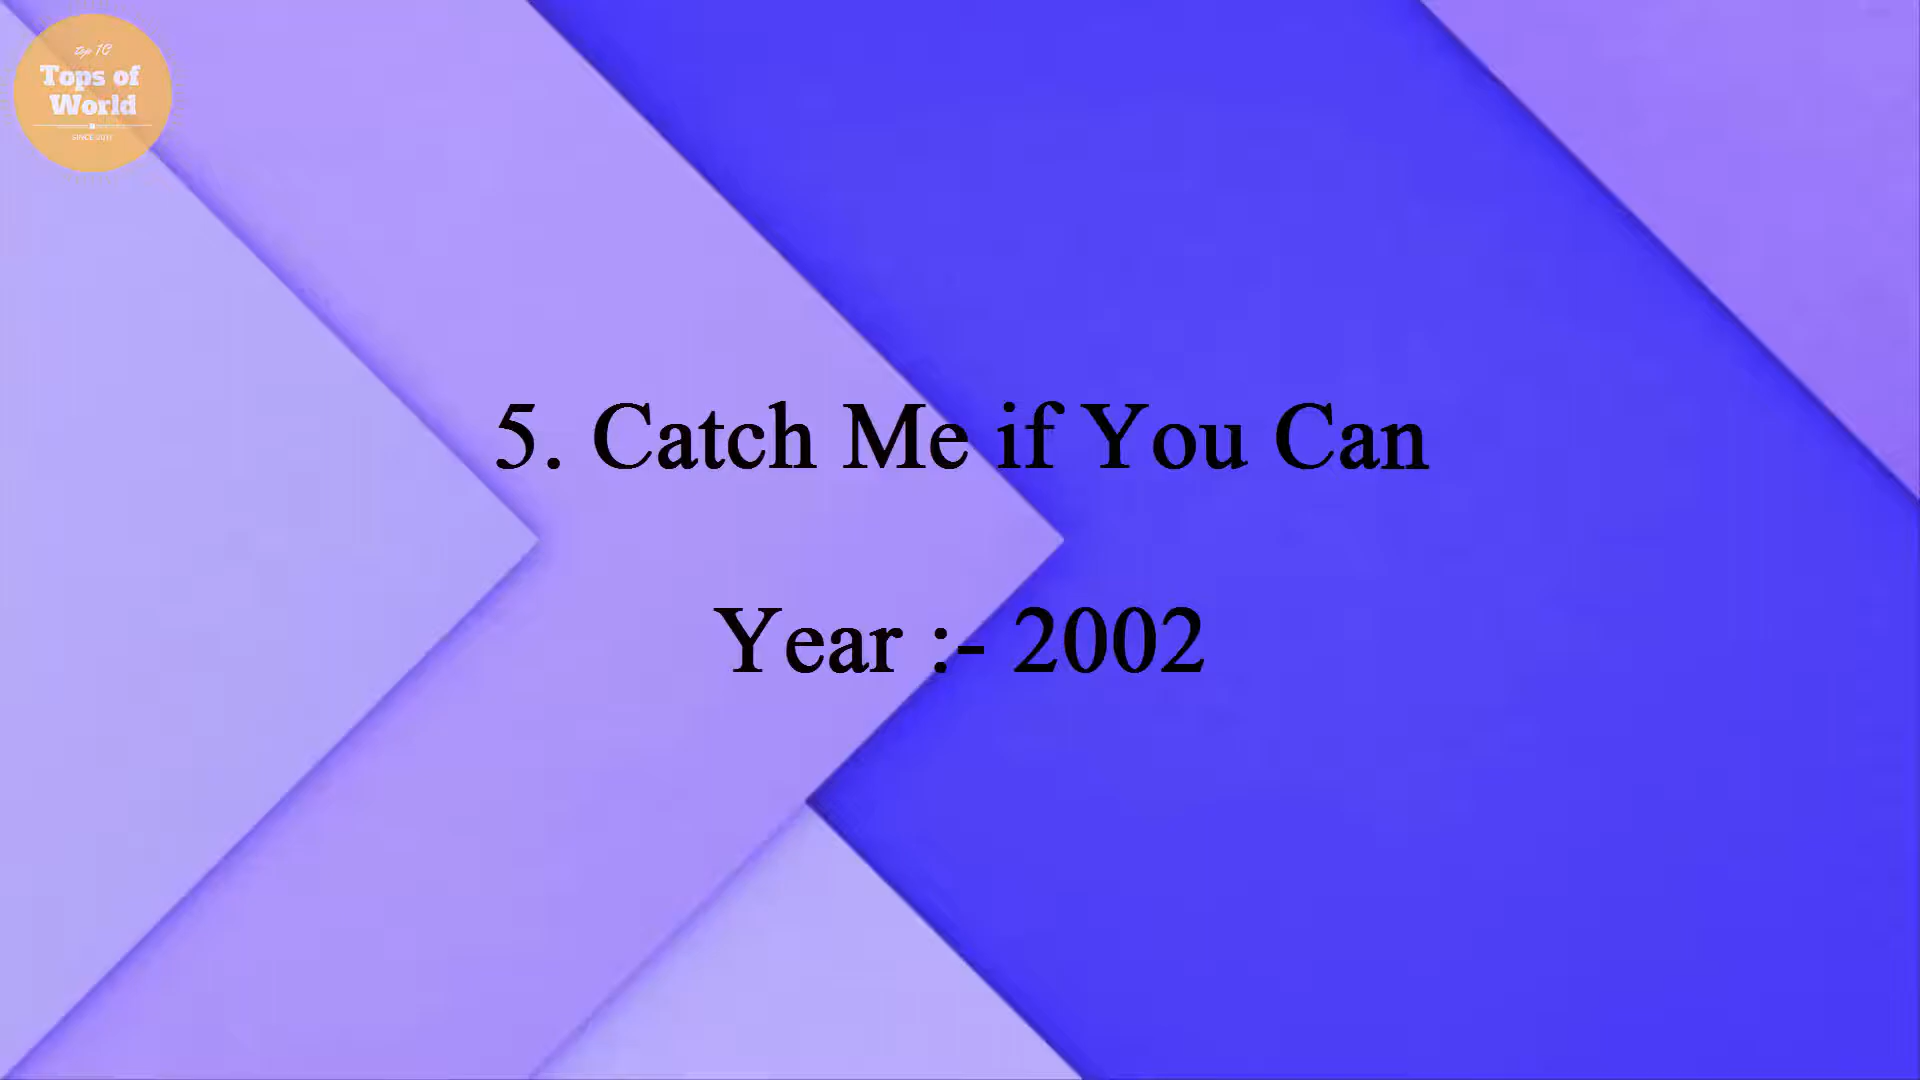 top 10
Tops of
World
5. Catch Me if You Can
Year :- 2002